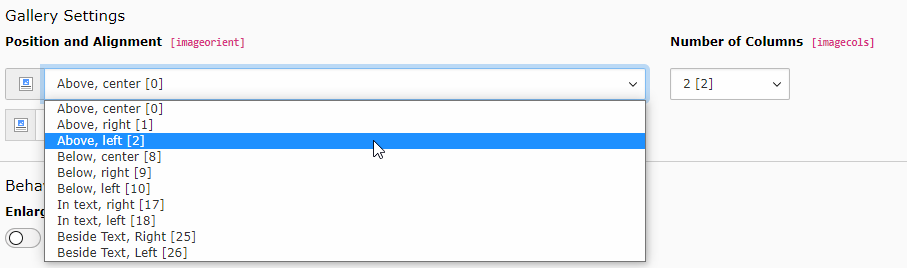 Gallery Settings
Position and Alignment [imageorient]
Number of Columns [imagecols]
Above, center [0]
2 [2]
Above, center [0]
Above, right [1]
Above, left [2]
Below, center [8]
Below, right [9]
Below, left [10]
In text, right [17]
In text, left [18]
Beside Text, Right [25]
Beside Text, Left [26]
Beha
Enlarg